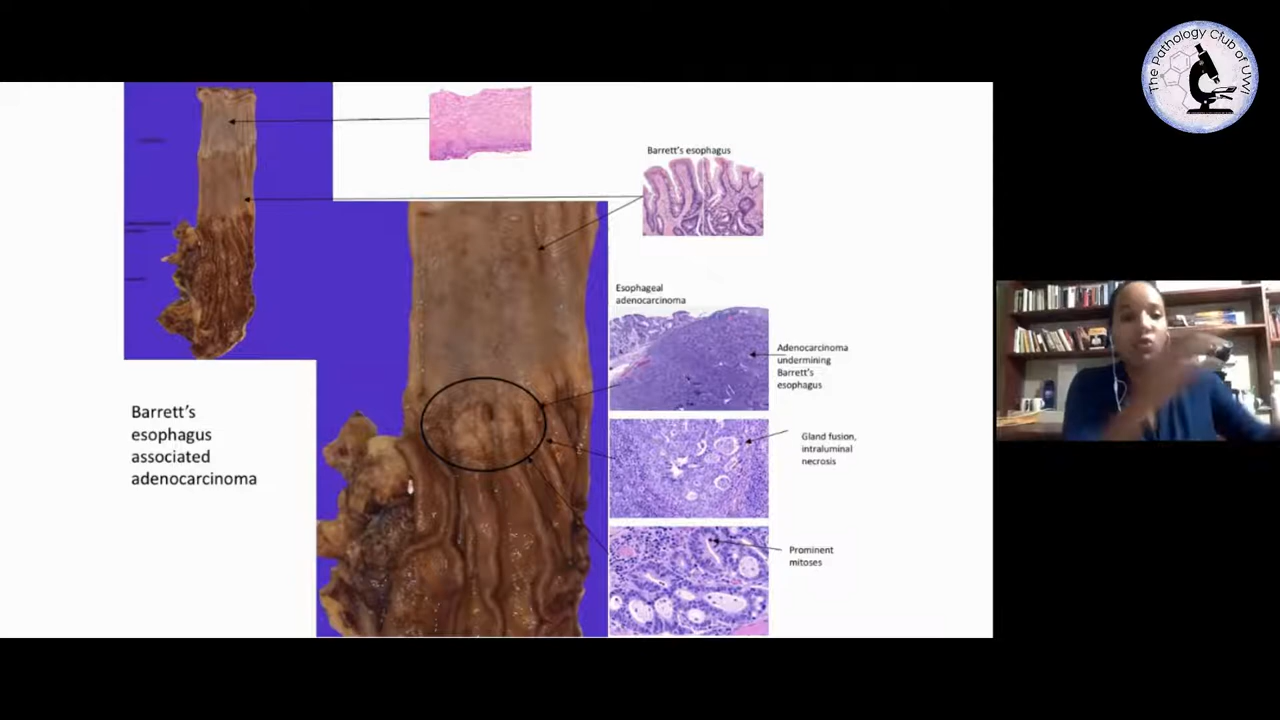 The Pathology Club of UWI
Barrett's esophagus
Esophageal
adenocarcinoma
Adenocarcinoma
undermining
Barrett's
esophagus
Barrett's
esophagus
associated
adenocarcinoma
Gland fusion,
intraluminal
necrosis
Prominent
mitoses